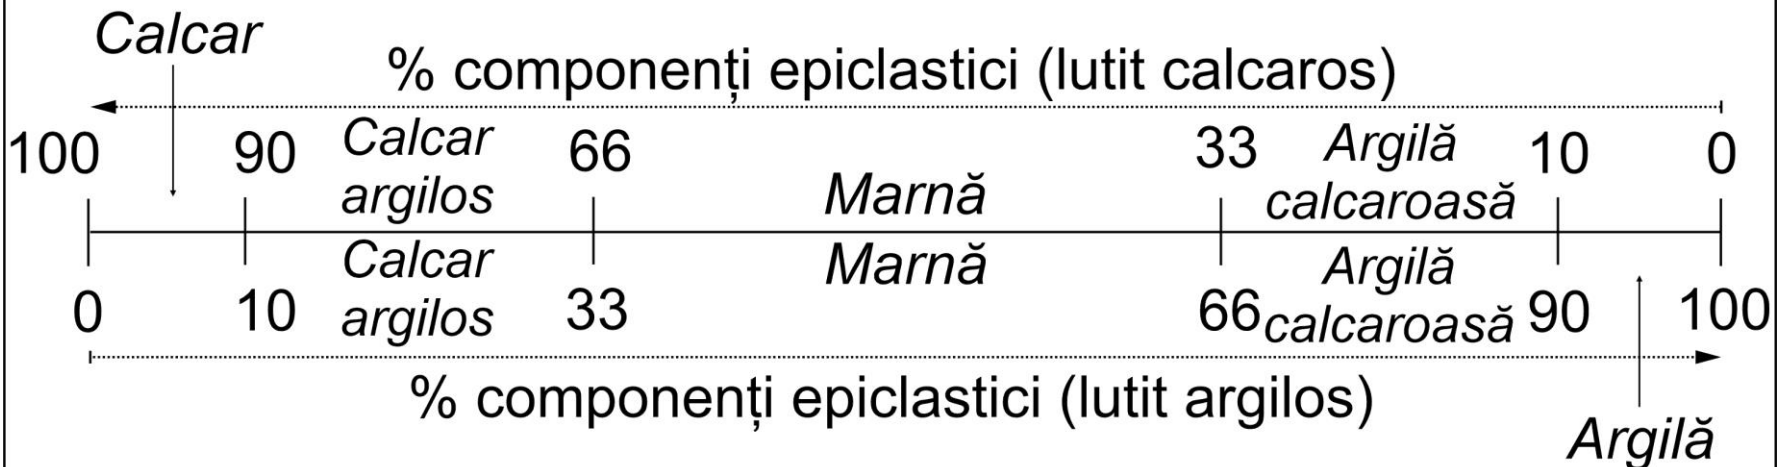 Calcar
% componenți epiclastici (lutit calcaros)
100 90 Calcar 66 33 Argilă 10 0
argilos Marnă calcaroasă
Calcar Marnă Argilă
0 10 argilos 33 66 calcaroasă 90 100
% componenți epiclastici (lutit argilos)
Argilă